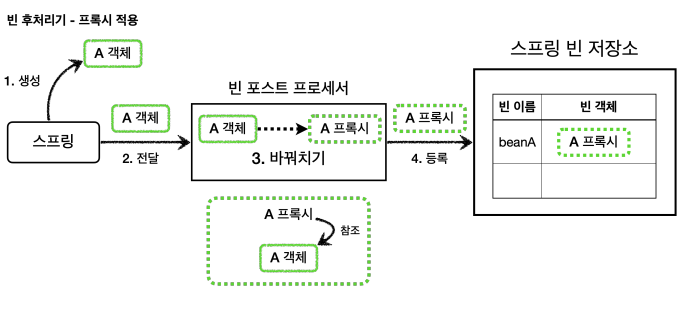 빈 후처리기 - 프록시 적용
A 객체
1. 생성
스프링
A 객체
2. 전달
빈 포스트 프로세서
A 객체
A 프록시
3. 바꿔치기
A 프록시
4. 등록
스프링 빈 저장소
빈 이름
빈 객체
beanA
A 프록시
A 프록시
참조
A 객체